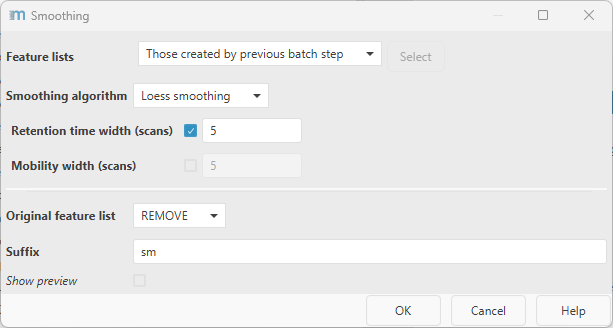 m Smoothing
Feature lists Those created by previous batch step Select
Smoothing algorithm Loess smoothing
Retention time width (scans) 5
Mobility width (scans) 5
Original feature list REMOVE
Suffix sm
Show preview
OK Cancel Help